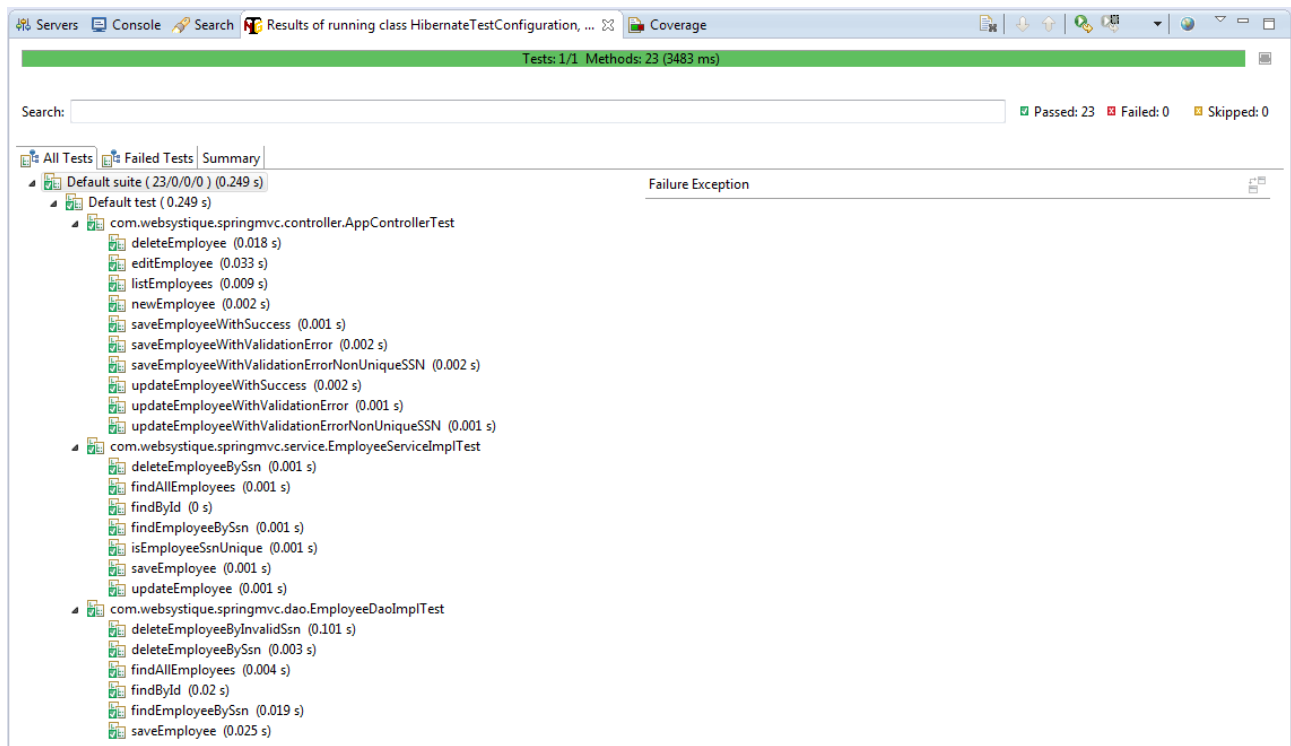 Servers Console Search Results of running class HibernateTestConfiguration, ... Coverage
Tests: 1/1 Methods: 23 (3483 ms)
Search: Passed: 23 Failed: 0 Skipped: 0
All Tests Failed Tests Summary
Default suite ( 23/0/0/0 ) (0.249 s) Failure Exception
Default test ( 0.249 s)
com.websystique.springmvc.controller.AppControllerTest
deleteEmployee (0.018 s)
editEmployee (0.033 s)
listEmployees (0.009 s)
newEmployee (0.002 s)
saveEmployeeWithSuccess (0.001 s)
saveEmployeeWithValidationError (0.002 s)
saveEmployeeWithValidationErrorNonUniqueSSN (0.002 s)
updateEmployeeWithSuccess (0.002 s)
updateEmployeeWithValidationError (0.001 s)
updateEmployeeWithValidationErrorNonUniqueSSN (0.001 s)
com.websystique.springmvc.service.EmployeeServiceImplTest
deleteEmployeeBySsn (0.001 s)
findAllEmployees (0.001 s)
findById (0 s)
findEmployeeBySsn (0.001 s)
isEmployeeSsnUnique (0.001 s)
saveEmployee (0.001 s)
updateEmployee (0.001 s)
com.websystique.springmvc.dao.EmployeeDaoImplTest
deleteEmployeeByInvalidSsn (0.101 s)
deleteEmployeeBySsn (0.003 s)
findAllEmployees (0.004 s)
findById (0.02 s)
findEmployeeBySsn (0.019 s)
saveEmployee (0.025 s)